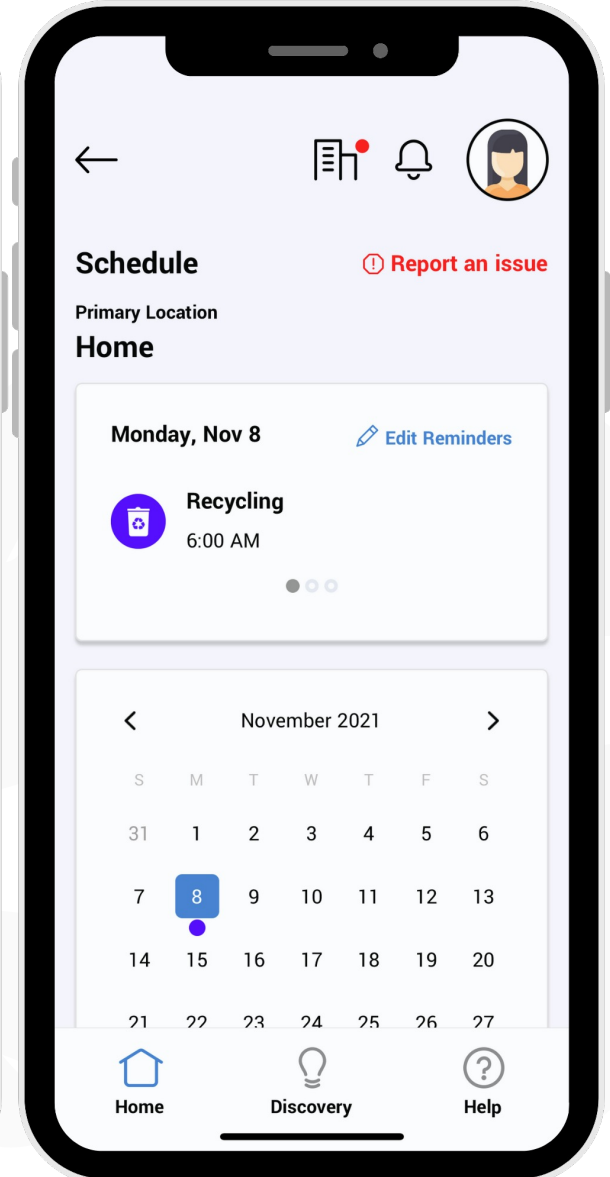 Schedule
Report an issue
Primary Location
Home
Monday, Nov 8
Edit Reminders
Recycling
6:00 AM
November 2021
S M T W T F S
31 1 2 3 4 5 6
7 8 9 10 11 12 13
14 15 16 17 18 19 20
21 22 23 24 25 26 27
Home Discovery Help